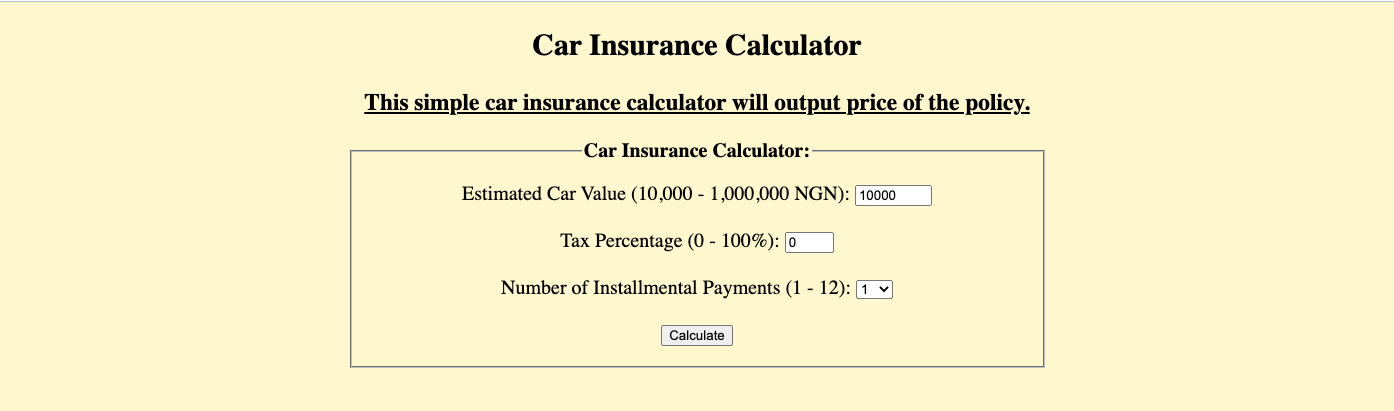 Car Insurance Calculator
This simple car insurance calculator will output price of the policy.
Car Insurance Calculator:
Estimated Car Value (10,000 - 1,000,000 NGN): 10000
Tax Percentage (0 - 100%): 0
Number of Installmental Payments (1 - 12): 1
Calculate